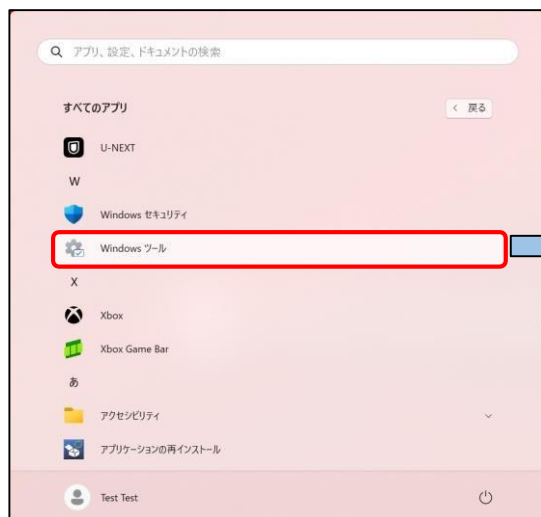 アプリ、設定、ドキュメントの検索
すべてのアプリ
< 戻る
U-NEXT
W
Windows セキュリティ
Windows ツール
X
Xbox
Xbox Game Bar
あ
アクセシビリティ
アプリケーションの再インストール
Test Test